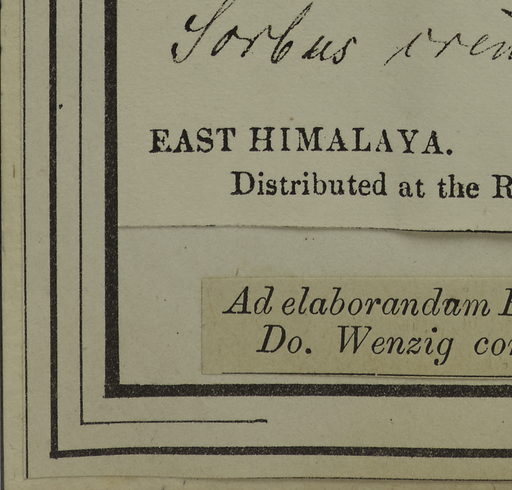 Sorbus
EAST HIMALAYA.
Distributed at the R
Ad elaborandam
Do. Wenzig